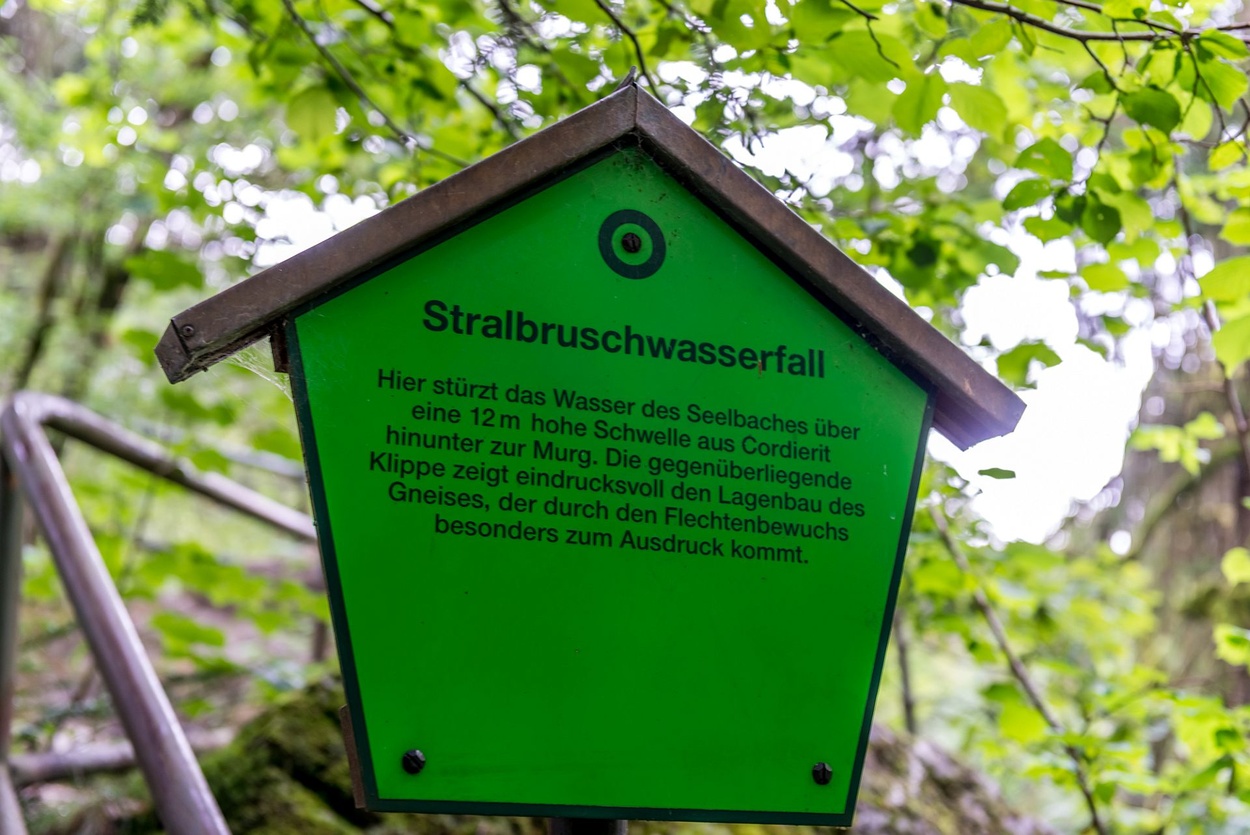 Stralbruschwasserfall
Hier stürzt das Wasser des Seelbaches über
eine 12 m hohe Schwelle aus Cordierit
hinunter zur Murg. Die gegenüberliegende
Klippe zeigt eindrucksvoll den Lagenbau des
Gneises, der durch den Flechtenbewuchs
besonders zum Ausdruck kommt.